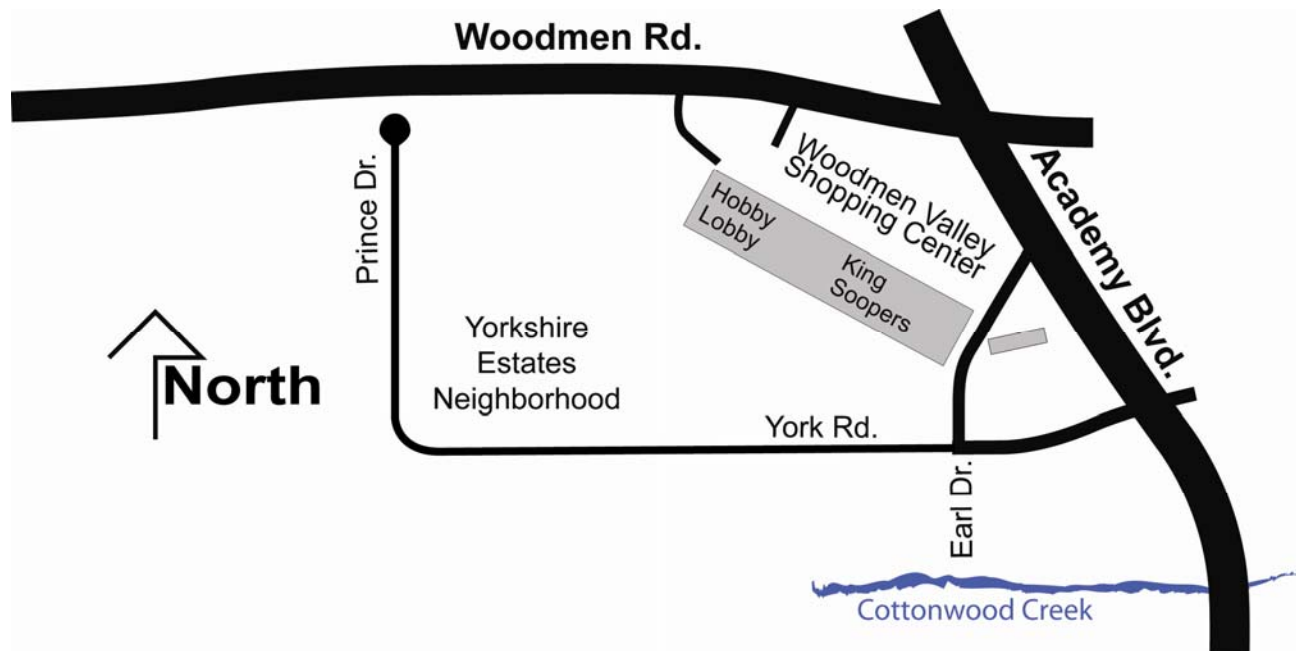 Woodmen Rd.
Prince Dr.
Woodmen Valley
Shopping Center
Academy Blvd.
Hobby
Lobby
King
Soopers
Yorkshire
Estates
Neighborhood
North
York Rd.
Earl Dr.
Cottonwood Creek